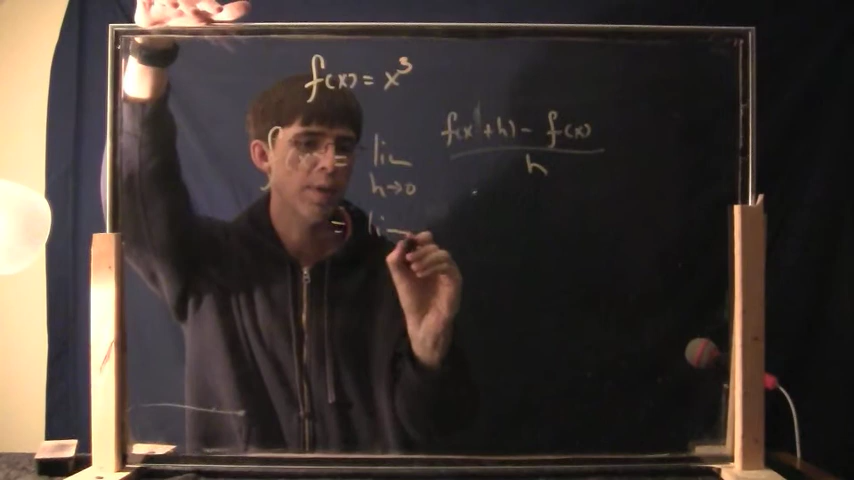 f(x) = x³
f'(x) = lim h→0 f(x+h) - f(x) / h
= lim